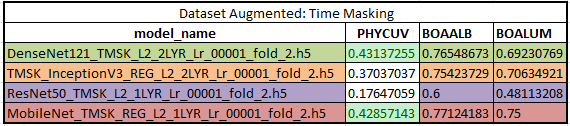 Dataset Augmented: Time Masking
model_name PHYCUV BOAALB BOALUM
DenseNet121_TMSK_L2_2LYR_Lr_00001_fold_2.h5 0.43137255 0.76548673 0.69230769
TMSK_InceptionV3_REG_L2_2LYR_Lr_00001_fold_2.h5 0.37037037 0.75423729 0.70634921
ResNet50_TMSK_L2_1LYR_Lr_00001_fold_2.h5 0.17647059 0.6 0.48113208
MobileNet_TMSK_REG_L2_1LYR_Lr_00001_fold_2.h5 0.42857143 0.77124183 0.75